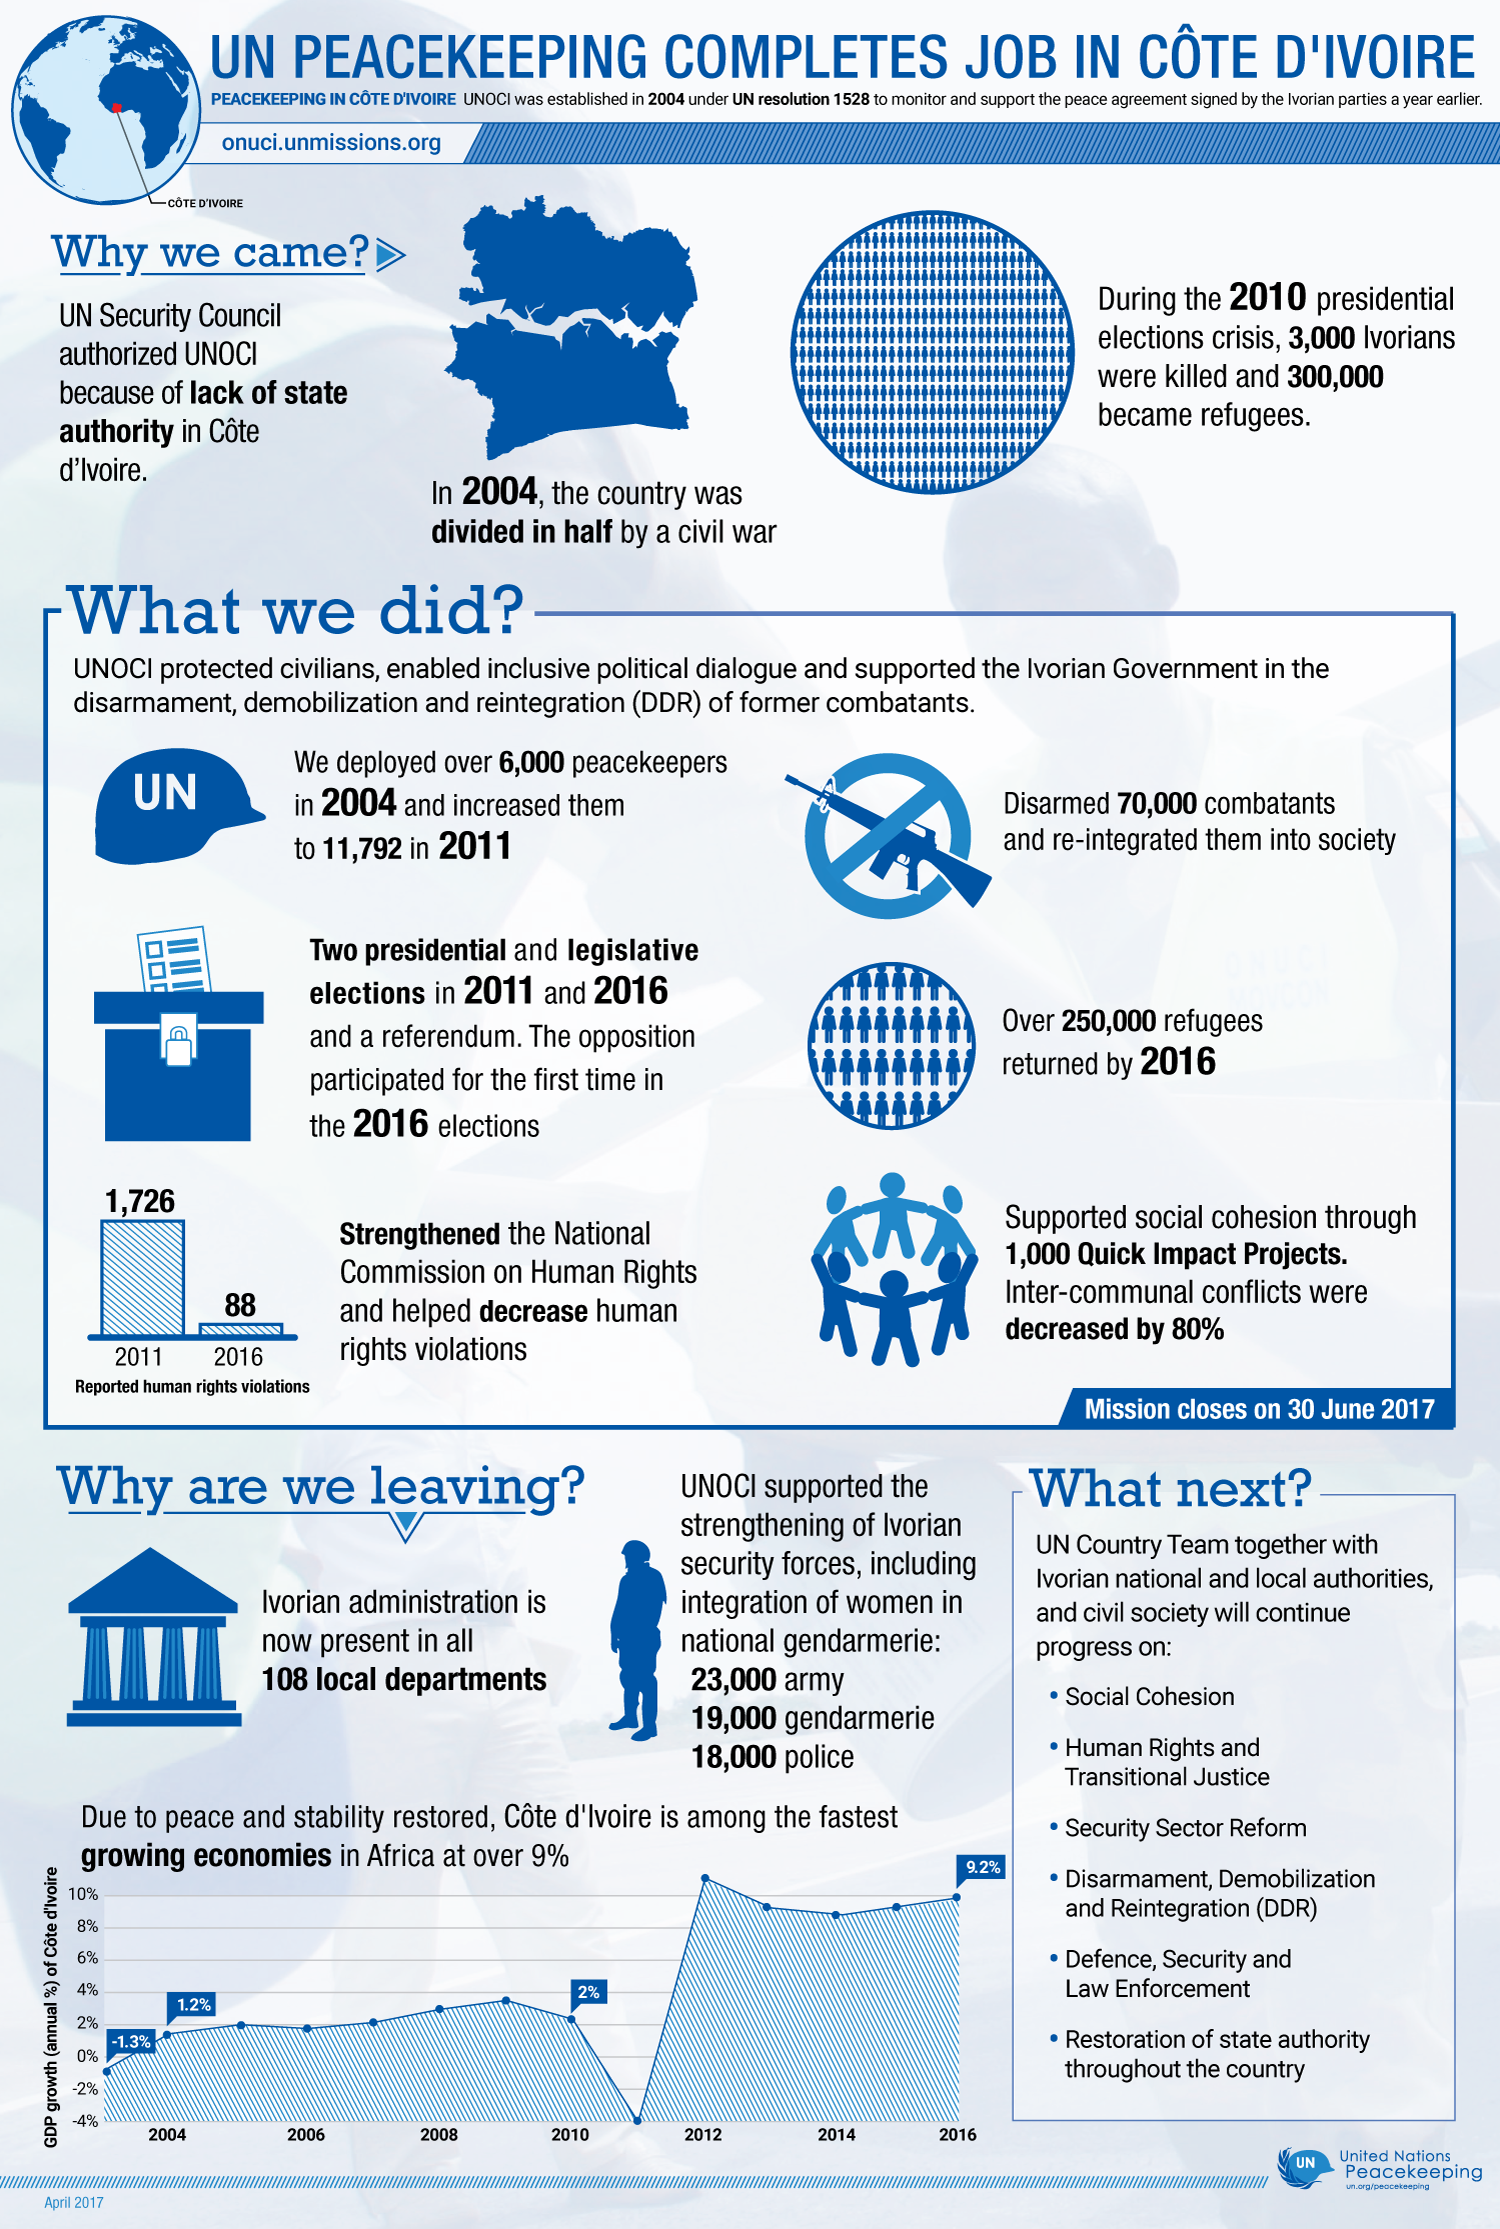 UN PEACEKEEPING COMPLETES JOB IN CÔTE D'IVOIRE
PEACEKEEPING IN CÔTE D'IVOIRE UNOCI was established in 2004 under UN resolution 1528 to monitor and support the peace agreement signed by the Ivorian parties a year earlier.
onuci.unmissions.org
CÔTE D'IVOIRE
Why we came?
UN Security Council
authorized UNOCI
because of lack of state
authority in Côte
d'Ivoire.
In 2004, the country was
divided in half by a civil war
During the 2010 presidential
elections crisis, 3,000 Ivorians
were killed and 300,000
became refugees.
What we did?
UNOCI protected civilians, enabled inclusive political dialogue and supported the Ivorian Government in the
disarmament, demobilization and reintegration (DDR) of former combatants.
UN
We deployed over 6,000 peacekeepers
in 2004 and increased them
to 11,792 in 2011
Disarmed 70,000 combatants
and re-integrated them into society
Two presidential and legislative
elections in 2011 and 2016
and a referendum. The opposition
participated for the first time in
the 2016 elections
Over 250,000 refugees
returned by 2016
1,726
88
2011
2016
Reported human rights violations
Strengthened the National
Commission on Human Rights
and helped decrease human
rights violations
Supported social cohesion through
1,000 Quick Impact Projects.
Inter-communal conflicts were
decreased by 80%
Mission closes on 30 June 2017
Why are we leaving?
Ivorian administration is
now present in all
108 local departments
UNOCI supported the
strengthening of Ivorian
security forces, including
integration of women in
national gendarmerie:
23,000 army
19,000 gendarmerie
18,000 police
Due to peace and stability restored, Côte d'Ivoire is among the fastest
growing economies in Africa at over 9%
GDP growth (annual %) of Côte d'Ivoire
10%
8%
6%
4%
2%
0%
-2%
-4%
-1.3%
1.2%
2%
9.2%
2004
2006
2008
2010
2012
2014
2016
What next?
UN Country Team together with
Ivorian national and local authorities,
and civil society will continue
progress on:
• Social Cohesion
• Human Rights and
Transitional Justice
• Security Sector Reform
• Disarmament, Demobilization
and Reintegration (DDR)
• Defence, Security and
Law Enforcement
• Restoration of state authority
throughout the country
UN
United Nations
Peacekeeping
un.org/peacekeeping
April 2017